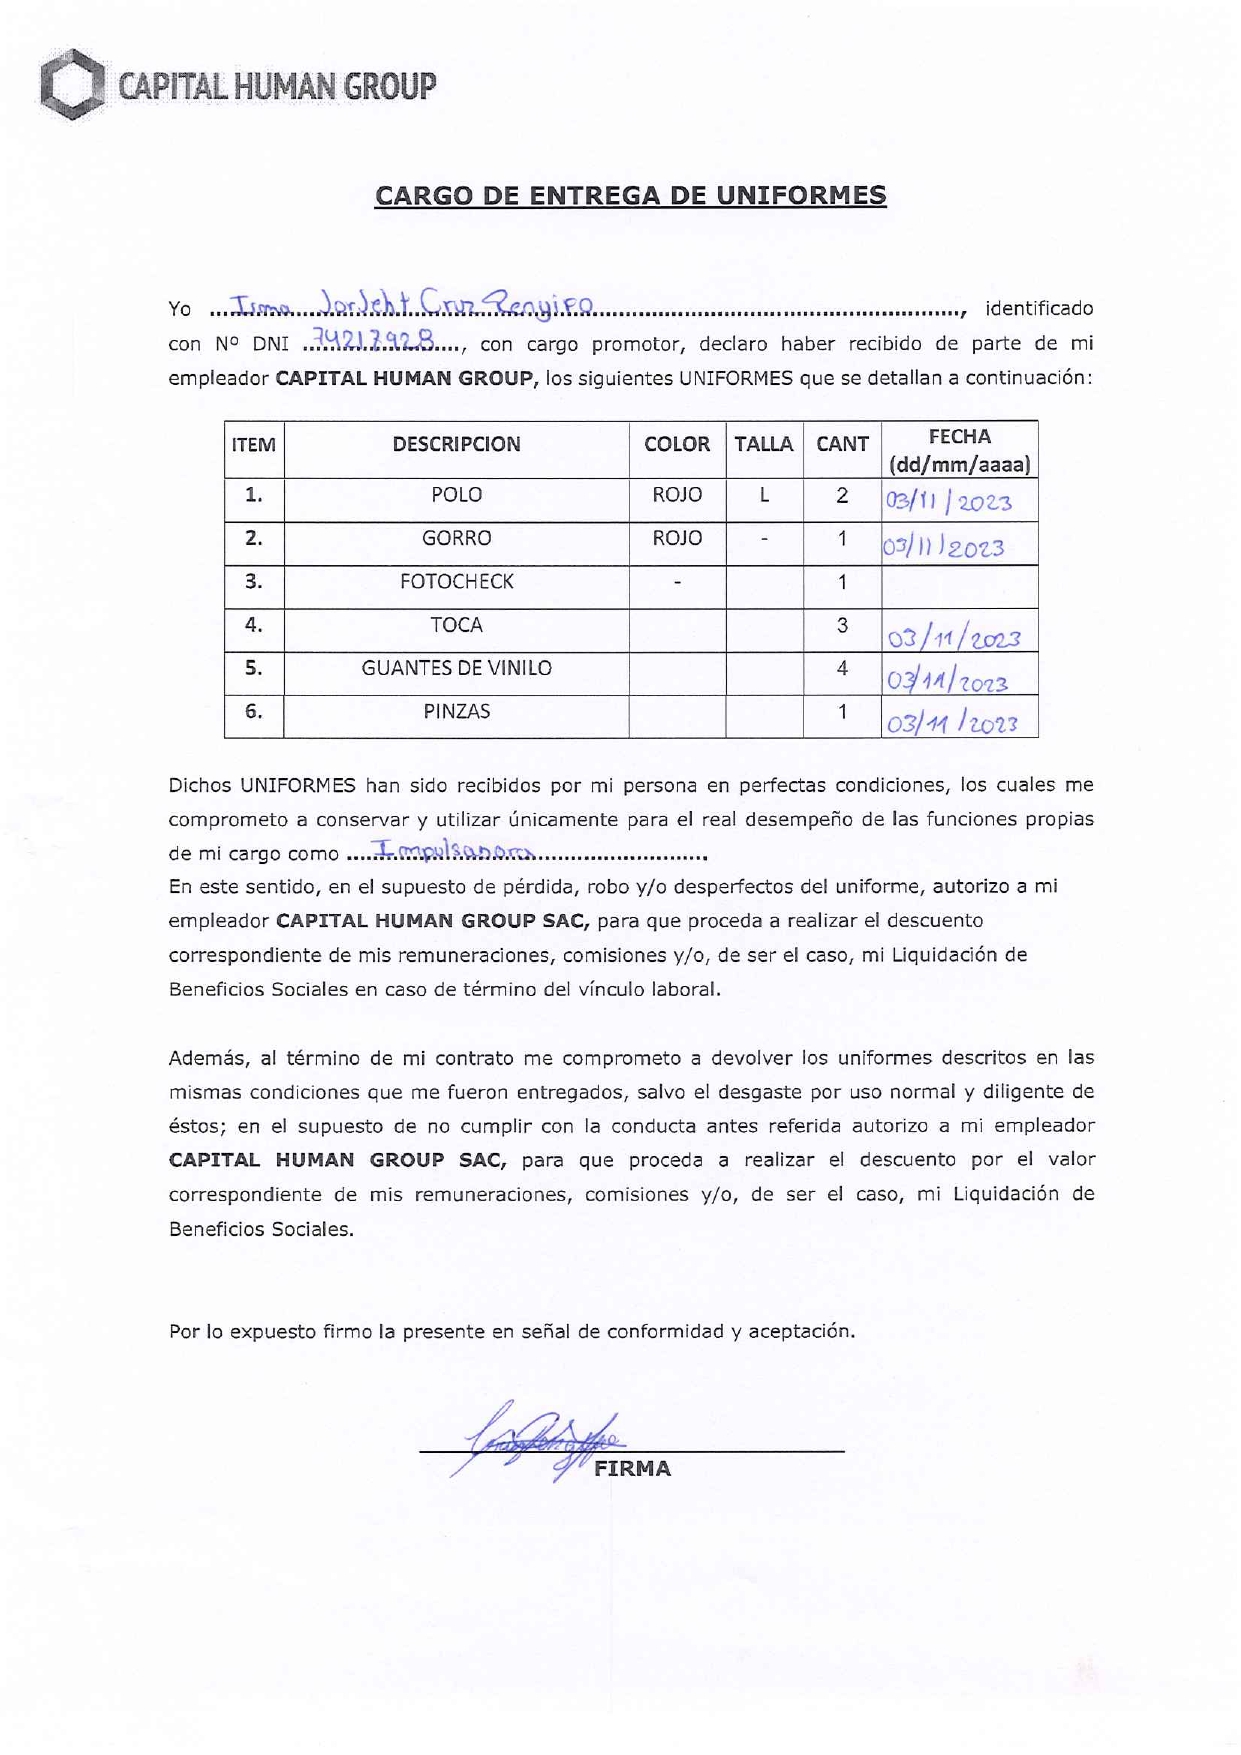 CAPITAL HUMAN GROUP
CARGO DE ENTREGA DE UNIFORMES
Yo ... Isma Jordeht Cruz Rengifo ..., identificado
con Nº DNI ... 74217928 ..., con cargo promotor, declaro haber recibido de parte de mi
empleador CAPITAL HUMAN GROUP, los siguientes UNIFORMES que se detallan a continuación:
ITEM DESCRIPCION COLOR TALLA CANT FECHA (dd/mm/aaaa)
1. POLO ROJO L 2 03/11/2023
2. GORRO ROJO - 1 03/11/2023
3. FOTOCHECK - 1
4. TOCA 3 03/11/2023
5. GUANTES DE VINILO 4 03/11/2023
6. PINZAS 1 03/11/2023
Dichos UNIFORMES han sido recibidos por mi persona en perfectas condiciones, los cuales me
comprometo a conservar y utilizar únicamente para el real desempeño de las funciones propias
de mi cargo como ... Impulsadora ...
En este sentido, en el supuesto de pérdida, robo y/o desperfectos del uniforme, autorizo a mi
empleador CAPITAL HUMAN GROUP SAC, para que proceda a realizar el descuento
correspondiente de mis remuneraciones, comisiones y/o, de ser el caso, mi Liquidación de
Beneficios Sociales en caso de término del vínculo laboral.
Además, al término de mi contrato me comprometo a devolver los uniformes descritos en las
mismas condiciones que me fueron entregados, salvo el desgaste por uso normal y diligente de
éstos; en el supuesto de no cumplir con la conducta antes referida autorizo a mi empleador
CAPITAL HUMAN GROUP SAC, para que proceda a realizar el descuento por el valor
correspondiente de mis remuneraciones, comisiones y/o, de ser el caso, mi Liquidación de
Beneficios Sociales.
Por lo expuesto firmo la presente en señal de conformidad y aceptación.
FIRMA